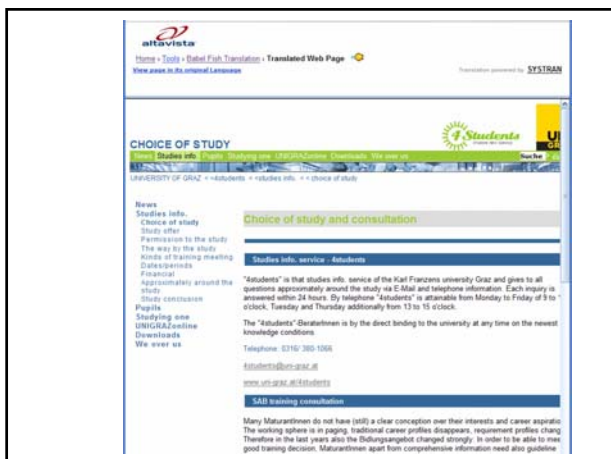 altavista
Home > Tools > Babel Fish Translation > Translated Web Page
View page in its original Language
Translation powered by SYSTRAN
4 Students
CHOICE OF STUDY
News Studies info. Pupils Studying one UNIGRAZonline Downloads We over us
Suche
UNIVERSITY OF GRAZ > >4students > >studies info. > > choice of study
News
Studies info.
Choice of study
Study offer
Permission to the study
The way by the study
Kinds of training meeting
Dates/periods
Financial
Approximately around the
study
Study conclusion
Pupils
Studying one
UNIGRAZonline
Downloads
We over us
Choice of study and consultation
Studies info. service - 4students
"4students" is that studies info. service of the Karl Franzens university Graz and gives to all
questions approximately around the study via E-Mail and telephone information. Each inquiry is
answered within 24 hours. By telephone "4students" is attainable from Monday to Friday of 9 to
o'clock, Tuesday and Thursday additionally from 13 to 15 o'clock.
The "4students"-BeraterInnen is by the direct binding to the university at any time on the newest
knowledge conditions.
Telephone: 0316/ 380-1066
4students@uni-graz.at
www.uni-graz.at/4students
SAB training consultation
Many MaturantInnen do not have (still) a clear conception over their interests and career aspiratio
The working sphere is in paging, traditional career profiles disappears, requirement profiles chang
Therefore in the last years also the Bidlungsangebot changed strongly. In order to be able to mee
good training decision, MaturantInnen apart from comprehensive information need also guideline